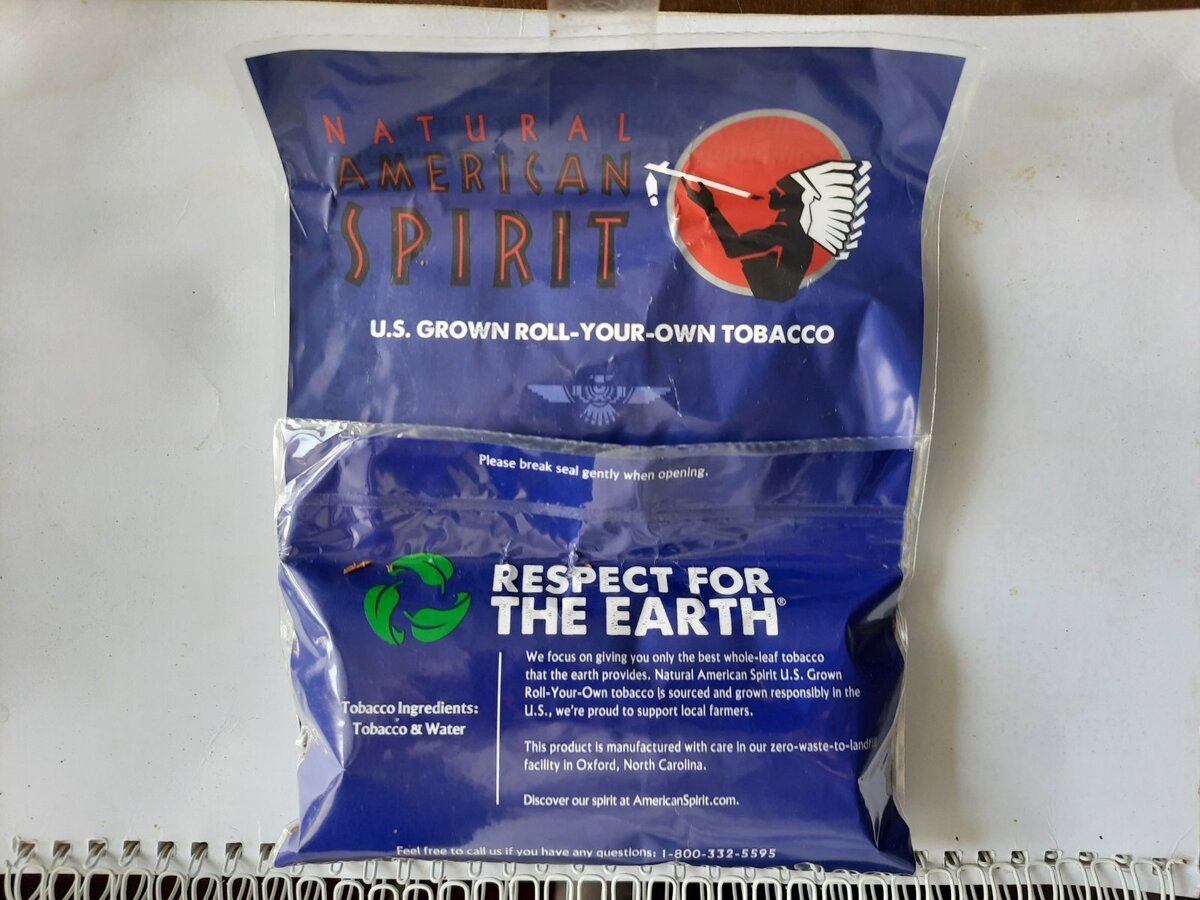 NATURAL
AMERICAN
SPIRIT
U.S. GROWN ROLL-YOUR-OWN TOBACCO
Please break seal gently when opening.
RESPECT FOR
THE EARTH®
We focus on giving you only the best whole-leaf tobacco
that the earth provides. Natural American Spirit U.S. Grown
Roll-Your-Own tobacco is sourced and grown responsibly in the
U.S., we're proud to support local farmers.
Tobacco Ingredients:
Tobacco & Water
This product is manufactured with care in our zero-waste-to-landfill
facility in Oxford, North Carolina.
Discover our spirit at AmericanSpirit.com.
Feel free to call us if you have any questions: 1-800-332-5595